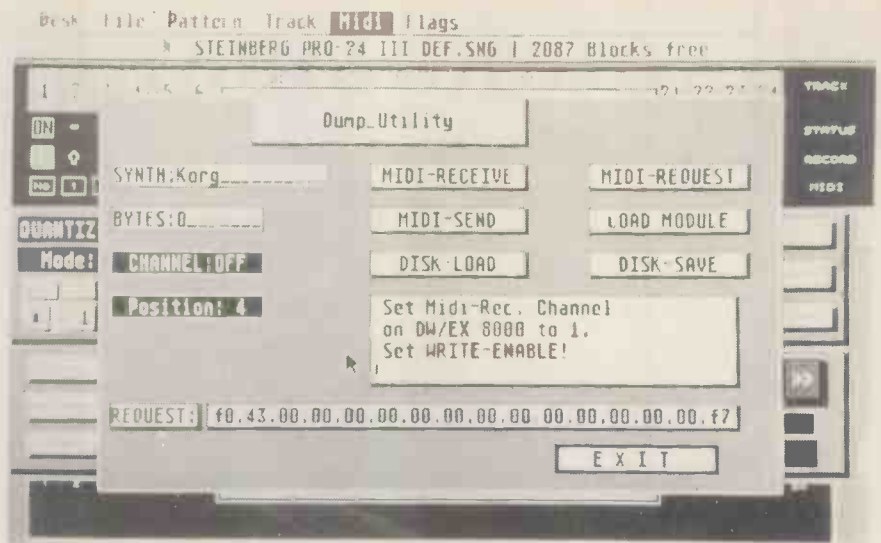 Desk File Pattern Track Midi Flags
STEINBERG PRO-24 III DEF.SNG | 2087 Blocks free
TRACK
STATUS
RECORD
MIDI
ON
QUANTIZ
Mode:
1
Dump_Utility
SYNTH:Korg
MIDI-RECEIVE
MIDI-REQUEST
BYTES:0
MIDI-SEND
LOAD MODULE
CHANNEL:OFF
DISK-LOAD
DISK-SAVE
Position: 4
Set Midi-Rec. Channel
on DW/EX 8000 to 1.
Set WRITE-ENABLE!
REQUEST: f0.43.00.00.00.00.00.00.00.00 00.00.00.00.00.f7
E X I T